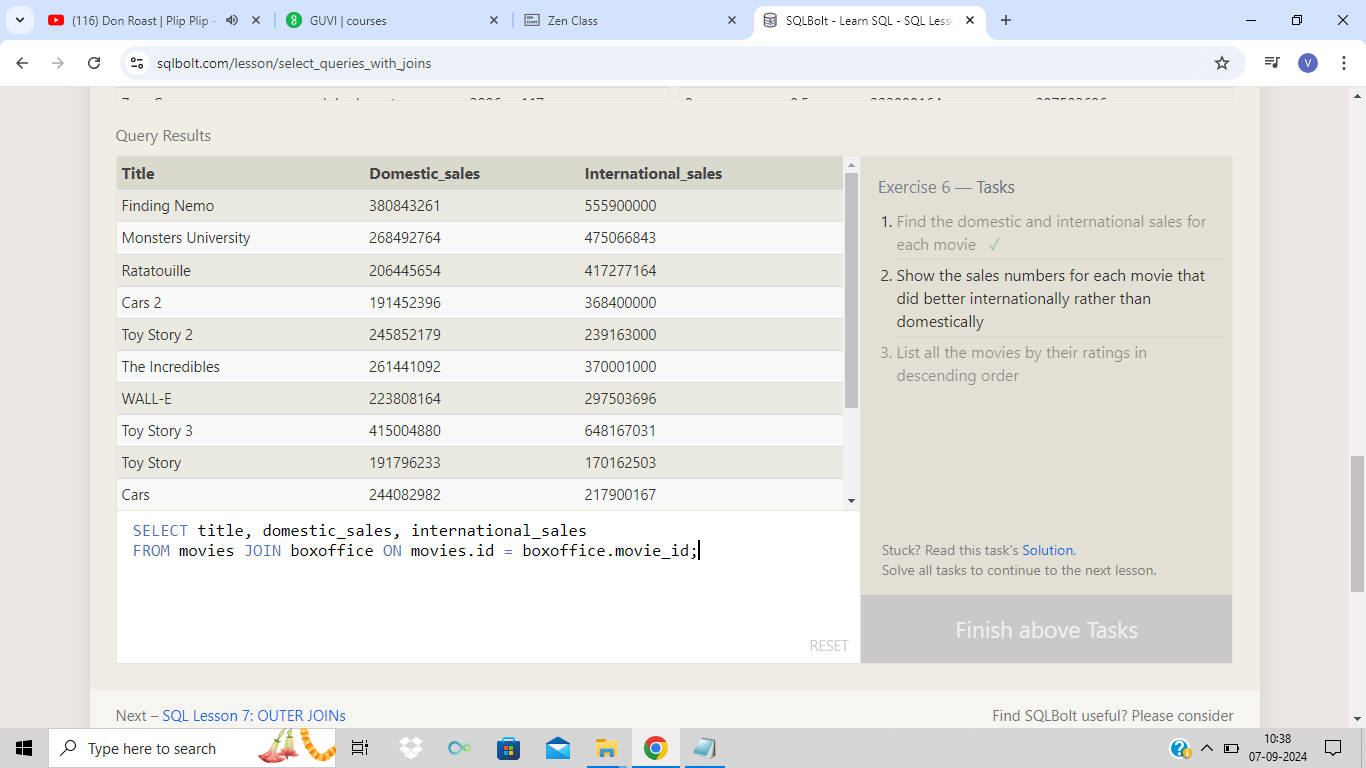 (116) Don Roast | Plip Plip -
GUVI | courses
Zen Class
SQLBolt - Learn SQL - SQL Less
sqlbolt.com/lesson/select_queries_with_joins
V
Query Results
Title Domestic_sales International_sales
Finding Nemo 380843261 555900000
Monsters University 268492764 475066843
Ratatouille 206445654 417277164
Cars 2 191452396 368400000
Toy Story 2 245852179 239163000
The Incredibles 261441092 370001000
WALL-E 223808164 297503696
Toy Story 3 415004880 648167031
Toy Story 191796233 170162503
Cars 244082982 217900167
SELECT title, domestic_sales, international_sales
FROM movies JOIN boxoffice ON movies.id = boxoffice.movie_id;
RESET
Exercise 6 — Tasks
1. Find the domestic and international sales for
each movie ✓
2. Show the sales numbers for each movie that
did better internationally rather than
domestically
3. List all the movies by their ratings in
descending order
Stuck? Read this task's Solution.
Solve all tasks to continue to the next lesson.
Finish above Tasks
Next – SQL Lesson 7: OUTER JOINs
Find SQLBolt useful? Please consider
Type here to search
10:38
07-09-2024